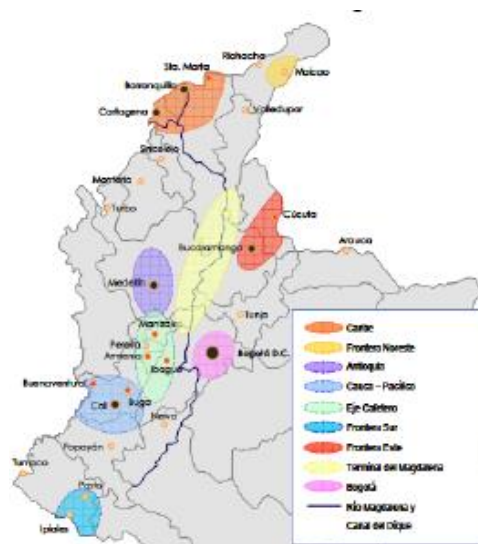 Riohacha
Sta. Marta
Maicao
Barranquilla
Cartagena
Valledupar
Sincelejo
Montería
Turbo
Cúcuta
Bucaramanga
Arauca
Medellín
Tunja
Manizales
Pereira
Armenia
Bogotá D.C.
Ibagué
Buenaventura
Buga
Cali
Neiva
Popayán
Tumaco
Pasto
Ipiales
Caribe
Frontera Noreste
Antioquia
Cauca – Pacífico
Eje Cafetero
Frontera Sur
Frontera Este
Terminal del Magdalena
Bogotá
Río Magdalena y
Canal del Dique